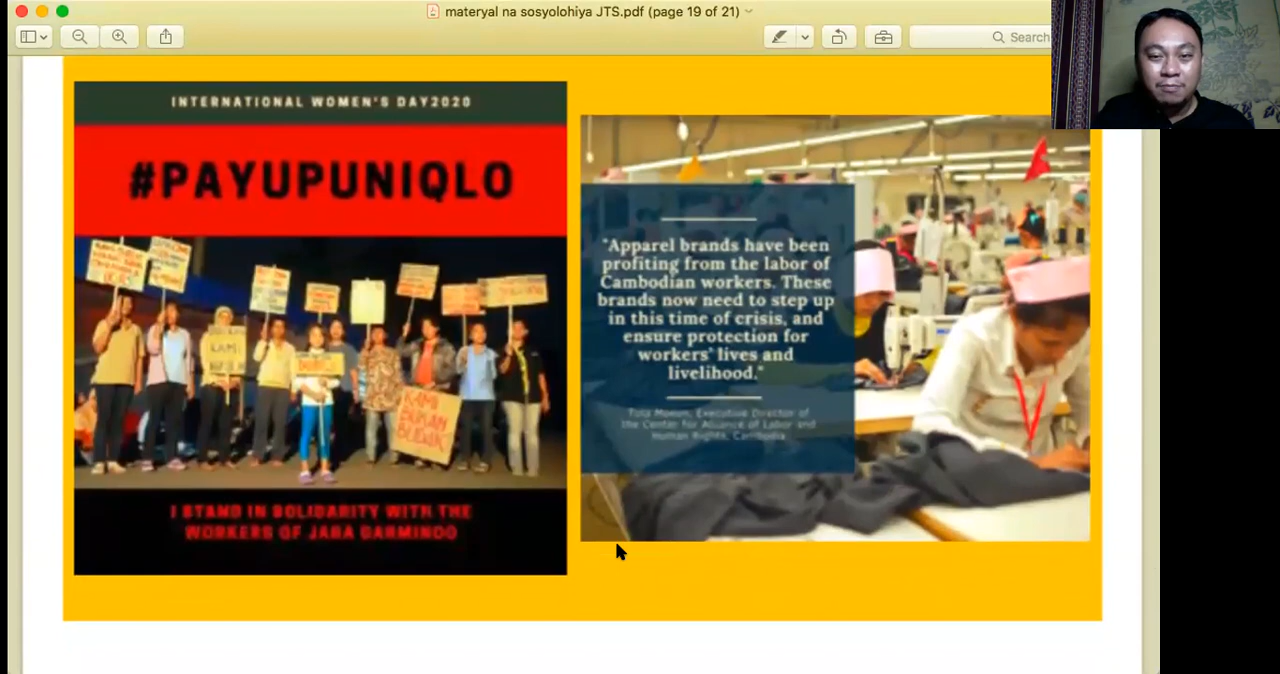 materyal na sosyolohiya JTS.pdf (page 19 of 21)
Search
INTERNATIONAL WOMEN'S DAY2020
#PAYUPUNIQLO
KAMI
KAMI
BUKAN
I STAND IN SOLIDARITY WITH THE
WORKERS OF JABA GARMINDO
"Apparel brands have been
profiting from the labor of
Cambodian workers. These
brands now need to step up
in this time of crisis, and
ensure protection for
workers' lives and
livelihood."
Tola Moeun, Executive Director of
the Center for Alliance of Labor and
Human Rights, Cambodia